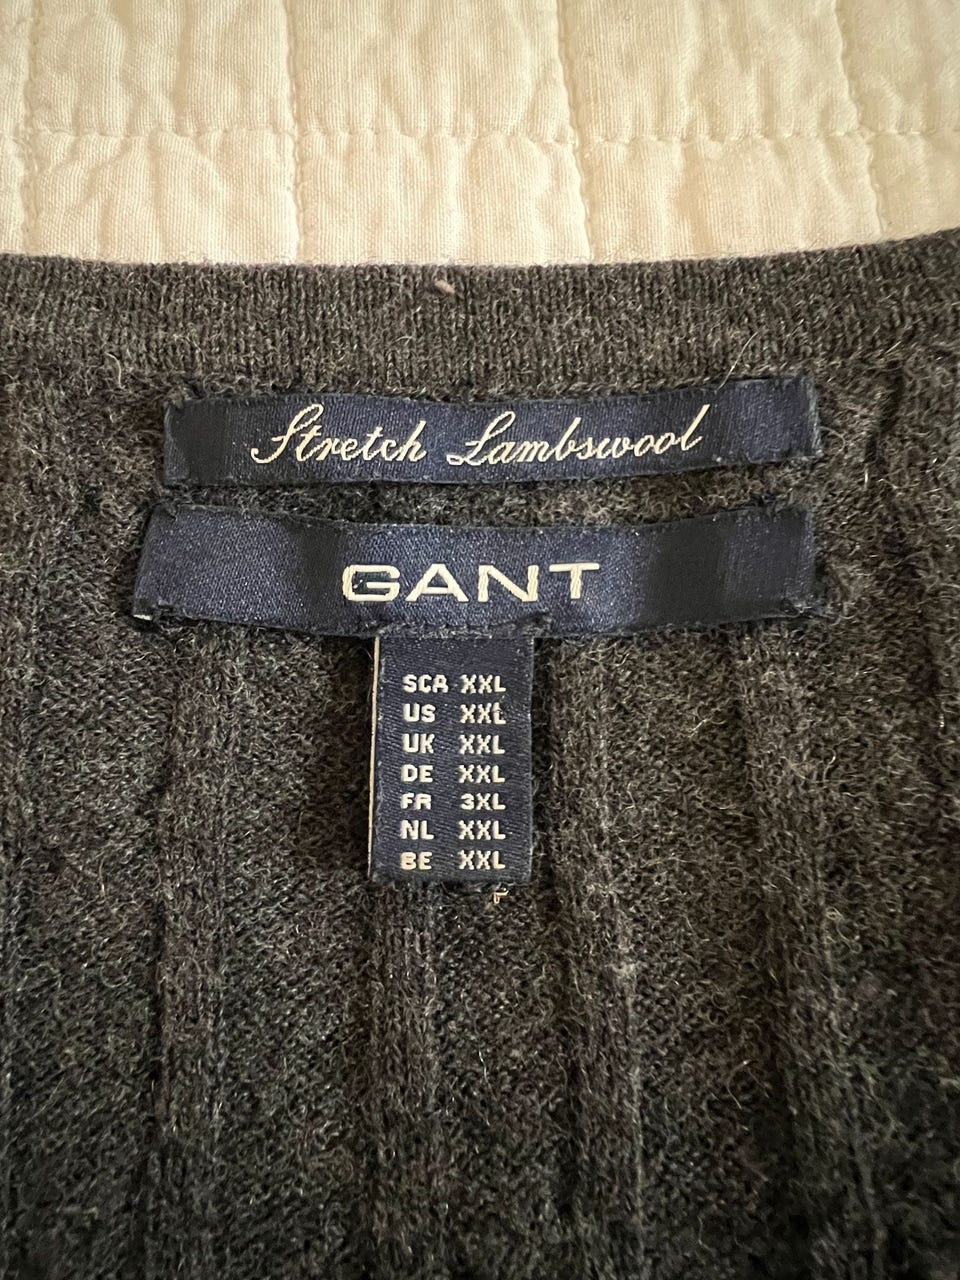 Stretch Lambswool
GANT
SCA XXL
US XXL
UK XXL
DE XXL
FR 3XL
NL XXL
BE XXL